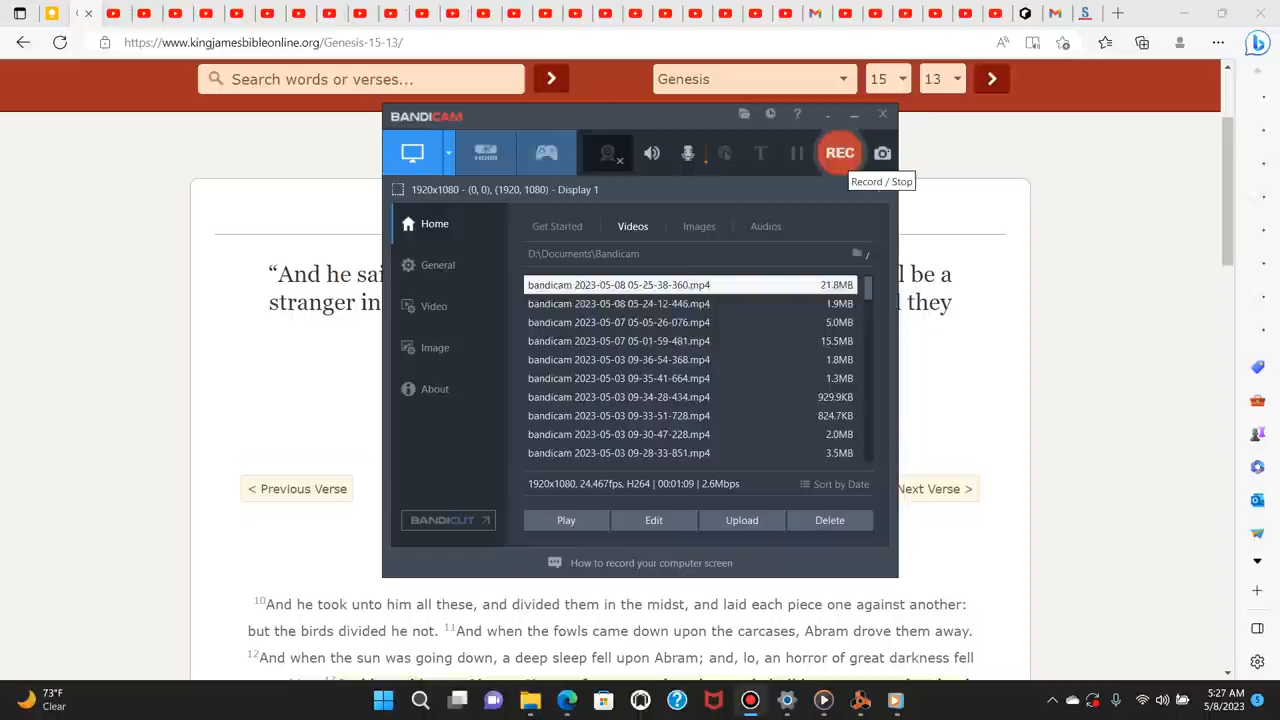 https://www.kingjamesbibleonline.org/Genesis-15-13/
Search words or verses...
Genesis
15
13
BANDICAM
HDMI
REC
Record / Stop
1920x1080 - (0, 0), (1920, 1080) - Display 1
Home
General
Video
Image
About
Get Started
Videos
Images
Audios
D:\Documents\Bandicam
bandicam 2023-05-08 05-25-38-360.mp4 21.8MB
bandicam 2023-05-08 05-24-12-446.mp4 1.9MB
bandicam 2023-05-07 05-05-26-076.mp4 5.0MB
bandicam 2023-05-07 05-01-59-481.mp4 15.5MB
bandicam 2023-05-03 09-36-54-368.mp4 1.8MB
bandicam 2023-05-03 09-35-41-664.mp4 1.3MB
bandicam 2023-05-03 09-34-28-434.mp4 929.9KB
bandicam 2023-05-03 09-33-51-728.mp4 824.7KB
bandicam 2023-05-03 09-30-47-228.mp4 2.0MB
bandicam 2023-05-03 09-28-33-851.mp4 3.5MB
1920x1080, 24.467fps, H264 | 00:01:09 | 2.6Mbps
Sort by Date
Play
Edit
Upload
Delete
BANDICUT
How to record your computer screen
“And he sai
l be a
stranger in
d they
< Previous Verse
Next Verse >
10And he took unto him all these, and divided them in the midst, and laid each piece one against another:
but the birds divided he not. 11And when the fowls came down upon the carcases, Abram drove them away.
12And when the sun was going down, a deep sleep fell upon Abram; and, lo, an horror of great darkness fell
73°F
Clear
5:27 AM
5/8/2023